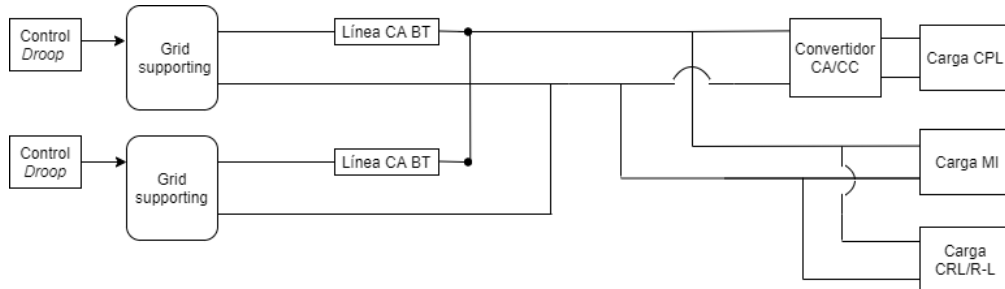 Control
Droop
Grid
supporting
Línea CA BT
Convertidor
CA/CC
Carga CPL
Control
Droop
Grid
supporting
Línea CA BT
Carga MI
Carga
CRL/R-L